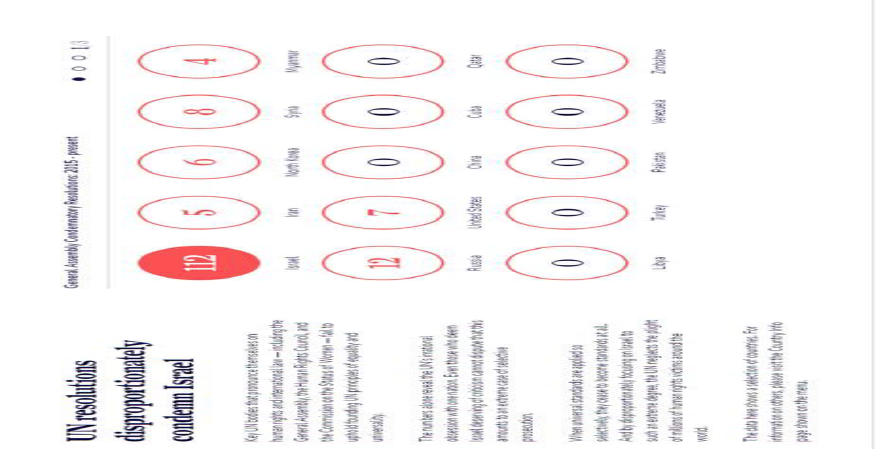 UN resolutions
disproportionately
condemn Israel
Key UN bodies that pronounce themselves on
human rights and international law — including the
General Assembly, the Human Rights Council, and
the Commission on the Status of Women — fail to
uphold founding UN principles of equality and
universality.
The numbers alone reveal the UN's irrational
obsession with one nation. Even those who deem
Israel deserving of criticism cannot dispute that this
amounts to an extreme case of selective
prosecution.
When universal standards are applied so
selectively, they cease to become standards at all.
And by disproportionately focusing on Israel to
such an extreme degree, the UN neglects the plight
of millions of human rights victims around the
world.
The data here shows a selection of countries. For
information on others, please visit the Country Info
page shown on the menu.
General Assembly Condemnatory Resolutions: 2015 - present
1/3
112 5 6 8 4
Israel Iran North Korea Syria Myanmar
12 7 0 0 0
Russia United States China Cuba Qatar
0 0 0 0 0
Libya Turkey Pakistan Venezuela Zimbabwe